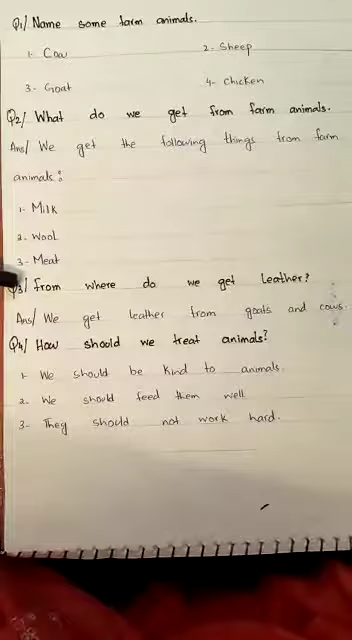 Q1/ Name some farm animals.
1- Cow 2- Sheep
3- Goat 4- Chicken
Q2/ What do we get from farm animals.
Ans/ We get the following things from farm
animals:
1- Milk
2- Wool
3- Meat
Q3/ from where do we get leather?
Ans/ We get leather from goats and cows.
Q4/ How should we treat animals?
1- We should be kind to animals.
2- We should feed them well
3- They should not work hard.